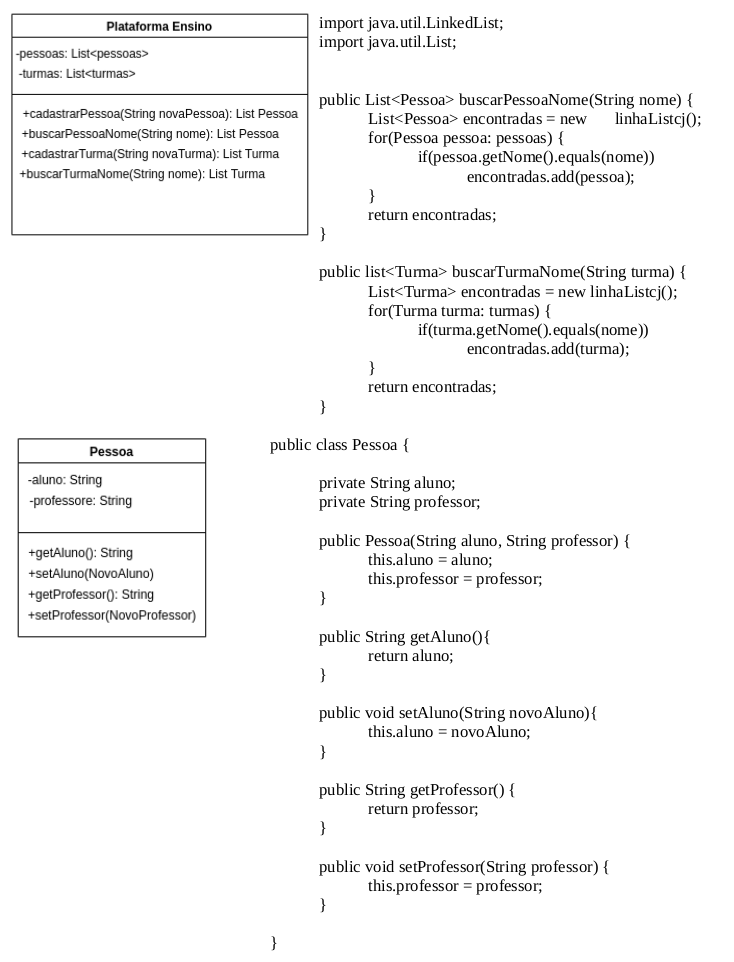 Plataforma Ensino
-pessoas: List<pessoas>
-turmas: List<turmas>
+cadastrarPessoa(String novaPessoa): List Pessoa
+buscarPessoaNome(String nome): List Pessoa
+cadastrarTurma(String novaTurma): List Turma
+buscarTurmaNome(String nome): List Turma
import java.util.LinkedList;
import java.util.List;
public List<Pessoa> buscarPessoaNome(String nome) {
List<Pessoa> encontradas = new linhaListcj();
for(Pessoa pessoa: pessoas) {
if(pessoa.getNome().equals(nome))
encontradas.add(pessoa);
}
return encontradas;
}
public list<Turma> buscarTurmaNome(String turma) {
List<Turma> encontradas = new linhaListcj();
for(Turma turma: turmas) {
if(turma.getNome().equals(nome))
encontradas.add(turma);
}
return encontradas;
}
Pessoa
-aluno: String
-professore: String
+getAluno(): String
+setAluno(NovoAluno)
+getProfessor(): String
+setProfessor(NovoProfessor)
public class Pessoa {
private String aluno;
private String professor;
public Pessoa(String aluno, String professor) {
this.aluno = aluno;
this.professor = professor;
}
public String getAluno(){
return aluno;
}
public void setAluno(String novoAluno){
this.aluno = novoAluno;
}
public String getProfessor() {
return professor;
}
public void setProfessor(String professor) {
this.professor = professor;
}
}